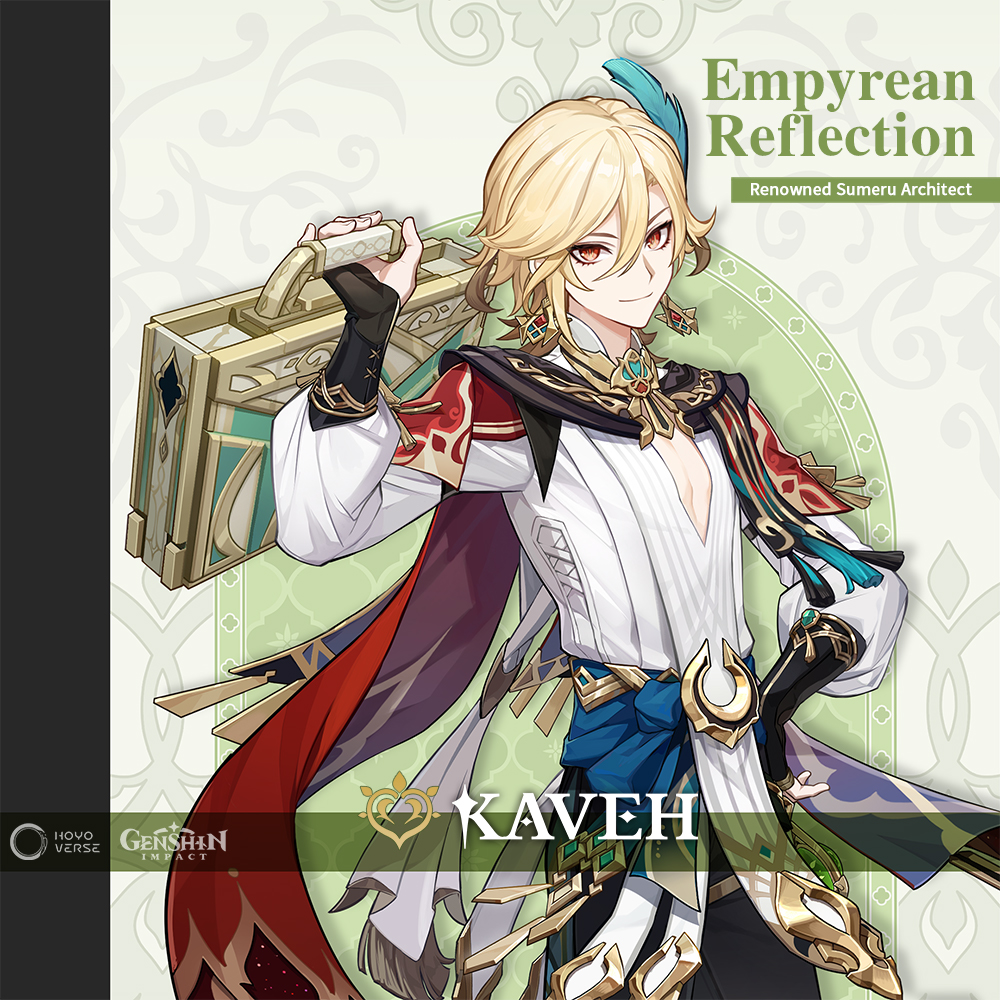 Empyrean
Reflection
Renowned Sumeru Architect
KAVEH
HOYO
VERSE
GENSHIN
IMPACT